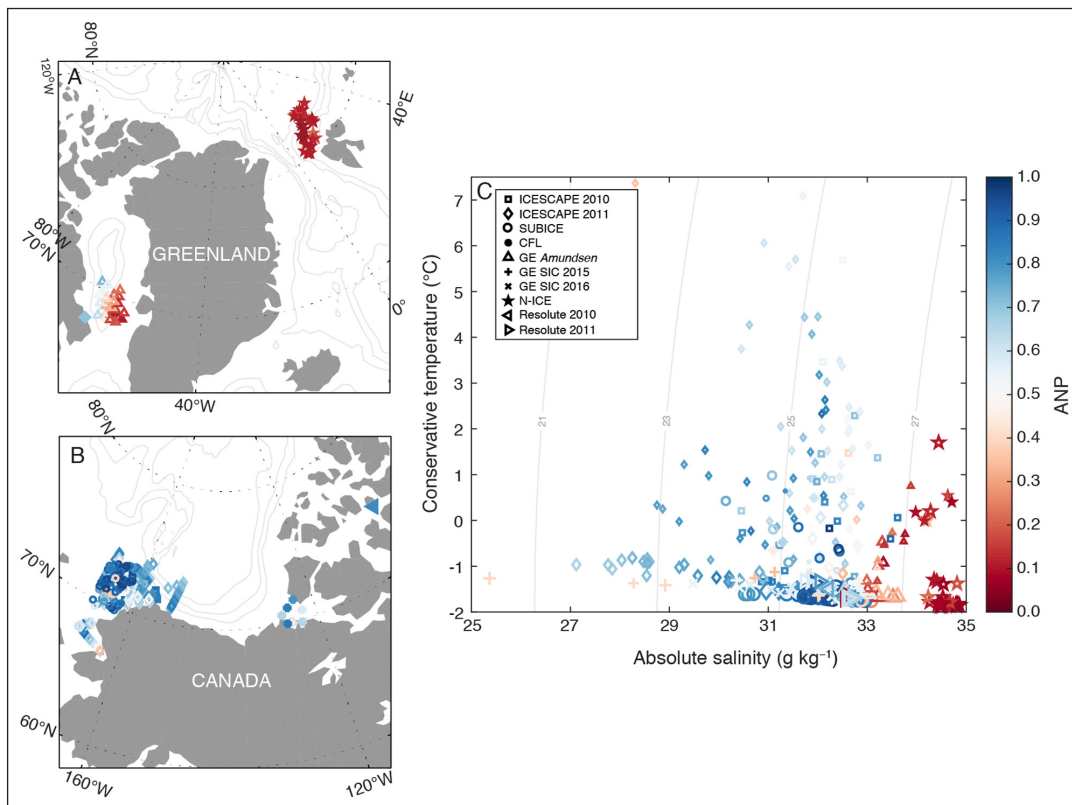 A
80°N
120°W
40°E
80°W
70°N
GREENLAND
0°
80°W
40°W
B
80°N
70°N
CANADA
60°N
160°W
120°W
C
7
6
5
4
3
2
1
0
-1
-2
Conservative temperature (°C)
ICESCAPE 2010
ICESCAPE 2011
SUBICE
CFL
GE Amundsen
GE SIC 2015
GE SIC 2016
N-ICE
Resolute 2010
Resolute 2011
21
23
25
27
25
27
29
31
33
35
Absolute salinity (g kg⁻¹)
1.0
0.9
0.8
0.7
0.6
0.5
0.4
0.3
0.2
0.1
0.0
ANP